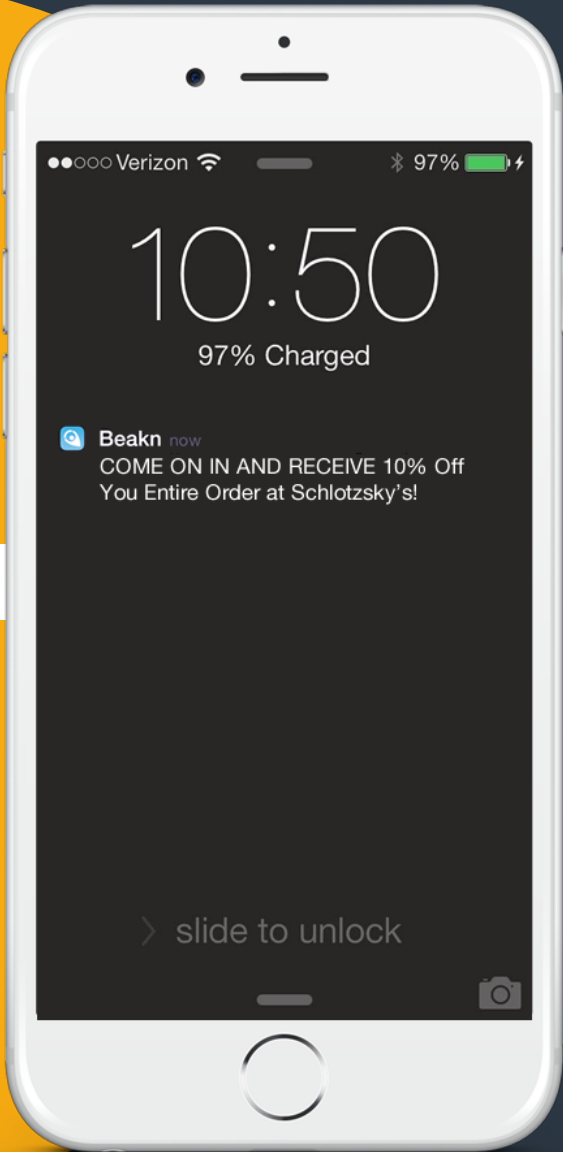 Verizon 97%
10:50
97% Charged
Beakn now
COME ON IN AND RECEIVE 10% Off
You Entire Order at Schlotzsky's!
slide to unlock